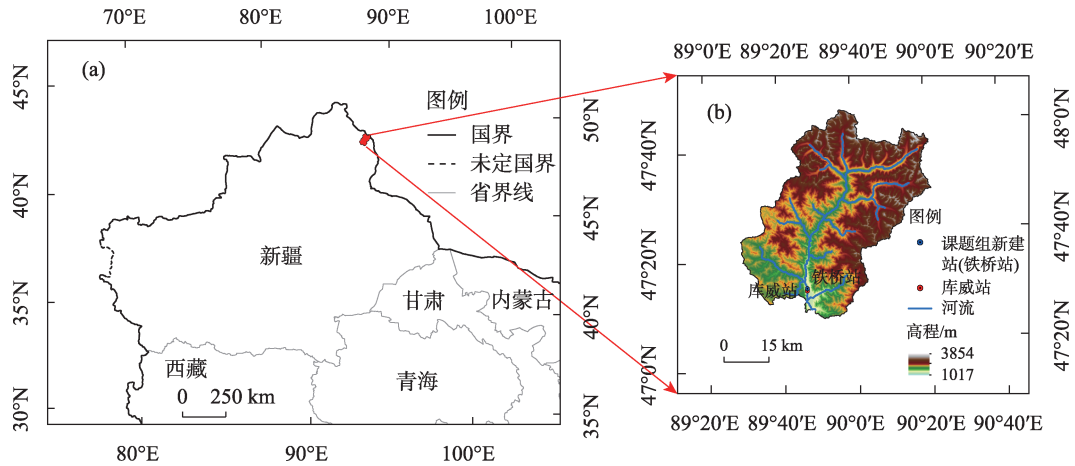 70°E
80°E
90°E
100°E
(a)
图例
国界
未定国界
省界线
45°N
40°N
35°N
30°N
50°N
45°N
40°N
35°N
新疆
甘肃
内蒙古
西藏
青海
0 250 km
80°E
90°E
100°E
89°0′E
89°20′E
89°40′E
90°0′E
90°20′E
(b)
47°40′N
47°20′N
47°0′N
48°0′N
47°40′N
47°20′N
图例
课题组新建
站(铁桥站)
库威站
河流
高程/m
3854
1017
铁桥站
库威站
0 15 km
89°20′E
89°40′E
90°0′E
90°20′E
90°40′E